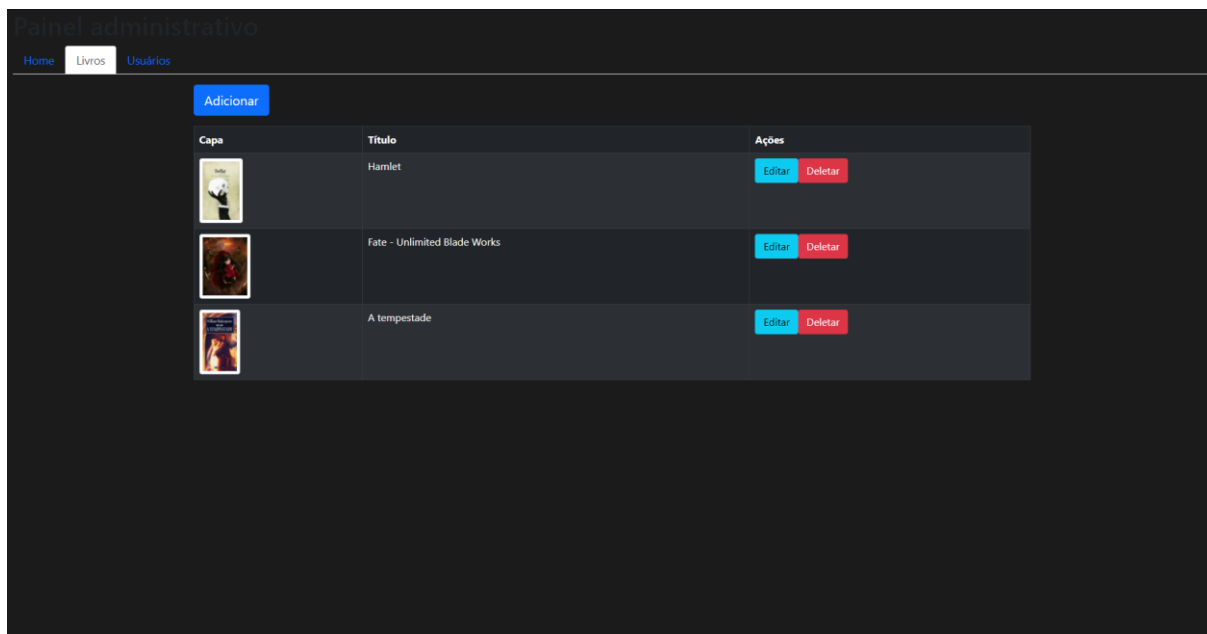 Painel administrativo
Home Livros Usuários
Adicionar
Capa Título Ações
Hamlet Editar Deletar
Fate - Unlimited Blade Works Editar Deletar
A tempestade Editar Deletar
A TEMPESTADE